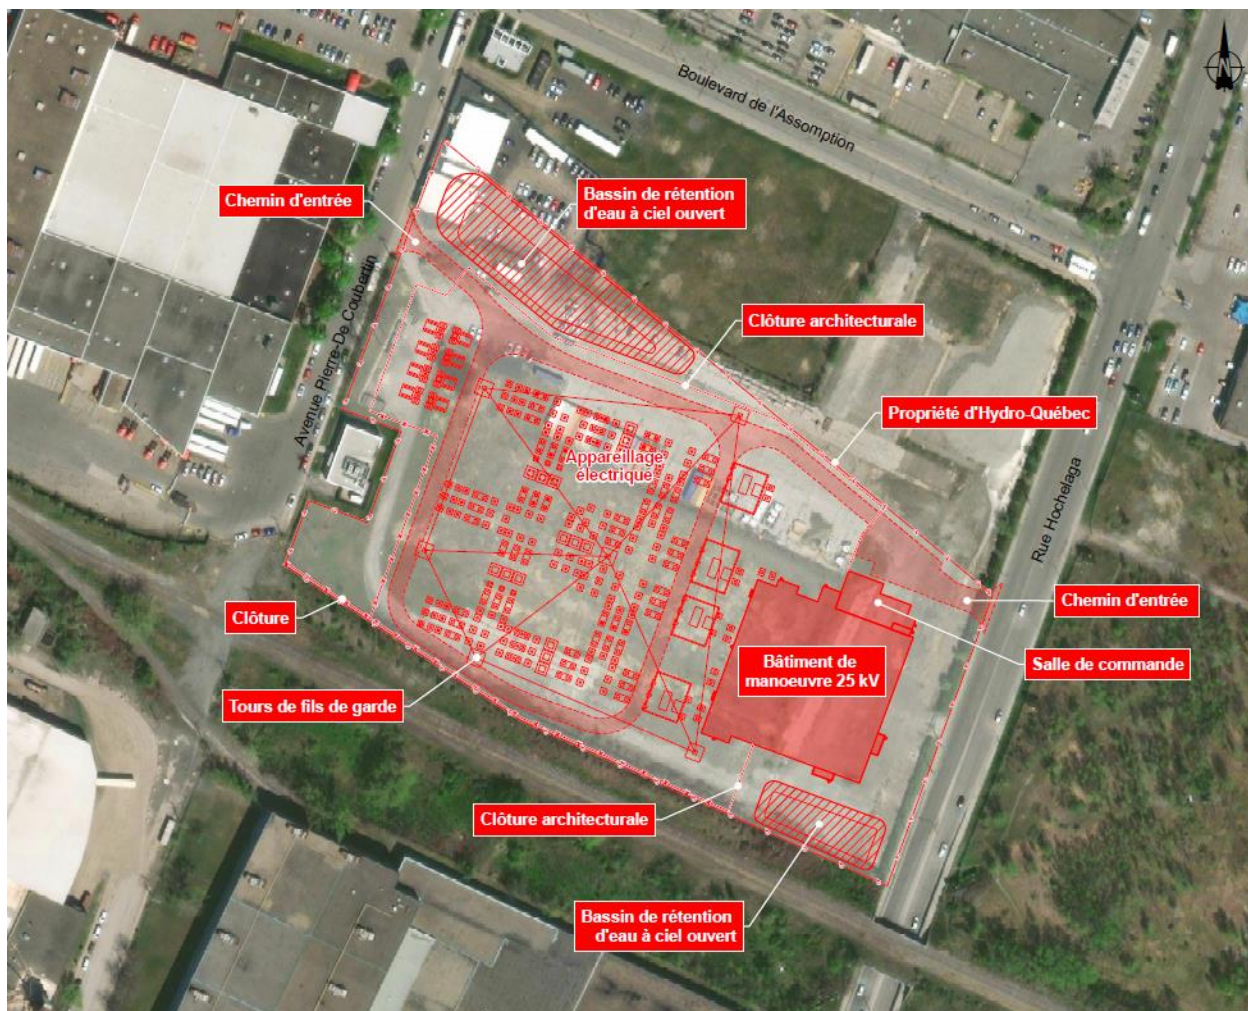 N
Boulevard de l'Assomption
Chemin d'entrée
Bassin de rétention
d'eau à ciel ouvert
Avenue Pierre-De Coubertin
Clôture architecturale
Propriété d'Hydro-Québec
Appareillage
électrique
Rue Hochelaga
Clôture
Chemin d'entrée
Salle de commande
Bâtiment de
manoeuvre 25 kV
Tours de fils de garde
Clôture architecturale
Bassin de rétention
d'eau à ciel ouvert